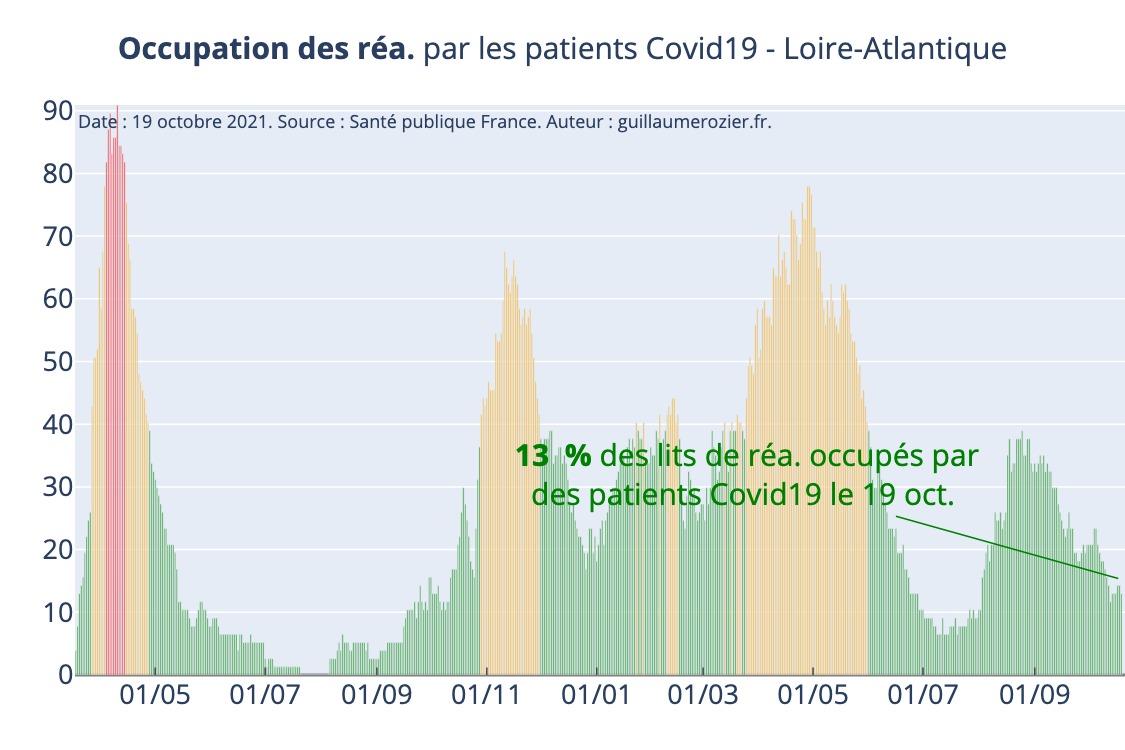 Occupation des réa. par les patients Covid19 - Loire-Atlantique
90
Date : 19 octobre 2021. Source : Santé publique France. Auteur : guillaumerozier.fr.
80
70
60
50
40
13 % des lits de réa. occupés par
des patients Covid19 le 19 oct.
30
20
10
0
01/05 01/07 01/09 01/11 01/01 01/03 01/05 01/07 01/09